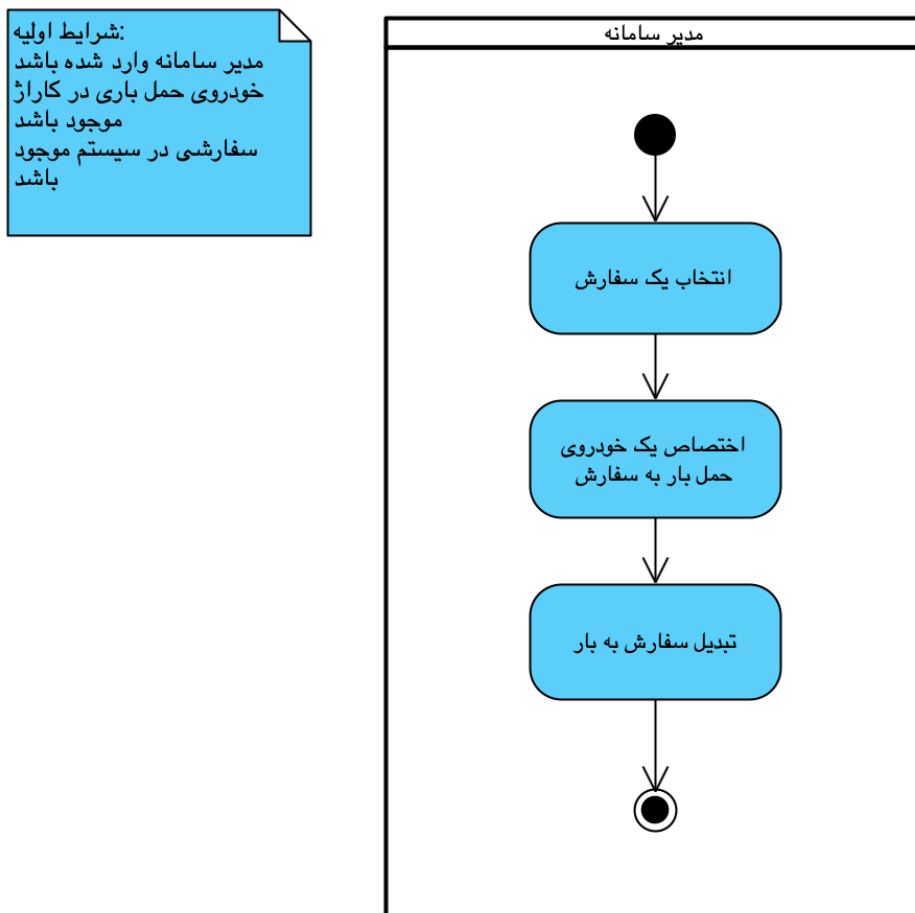 شرایط اولیه:
مدیر سامانه وارد شده باشد
خودروی حمل باری در کاراژ
موجود باشد
سفارشی در سیستم موجود
باشد
مدیر سامانه
انتخاب یک سفارش
اختصاص یک خودروی
حمل بار به سفارش
تبدیل سفارش به بار